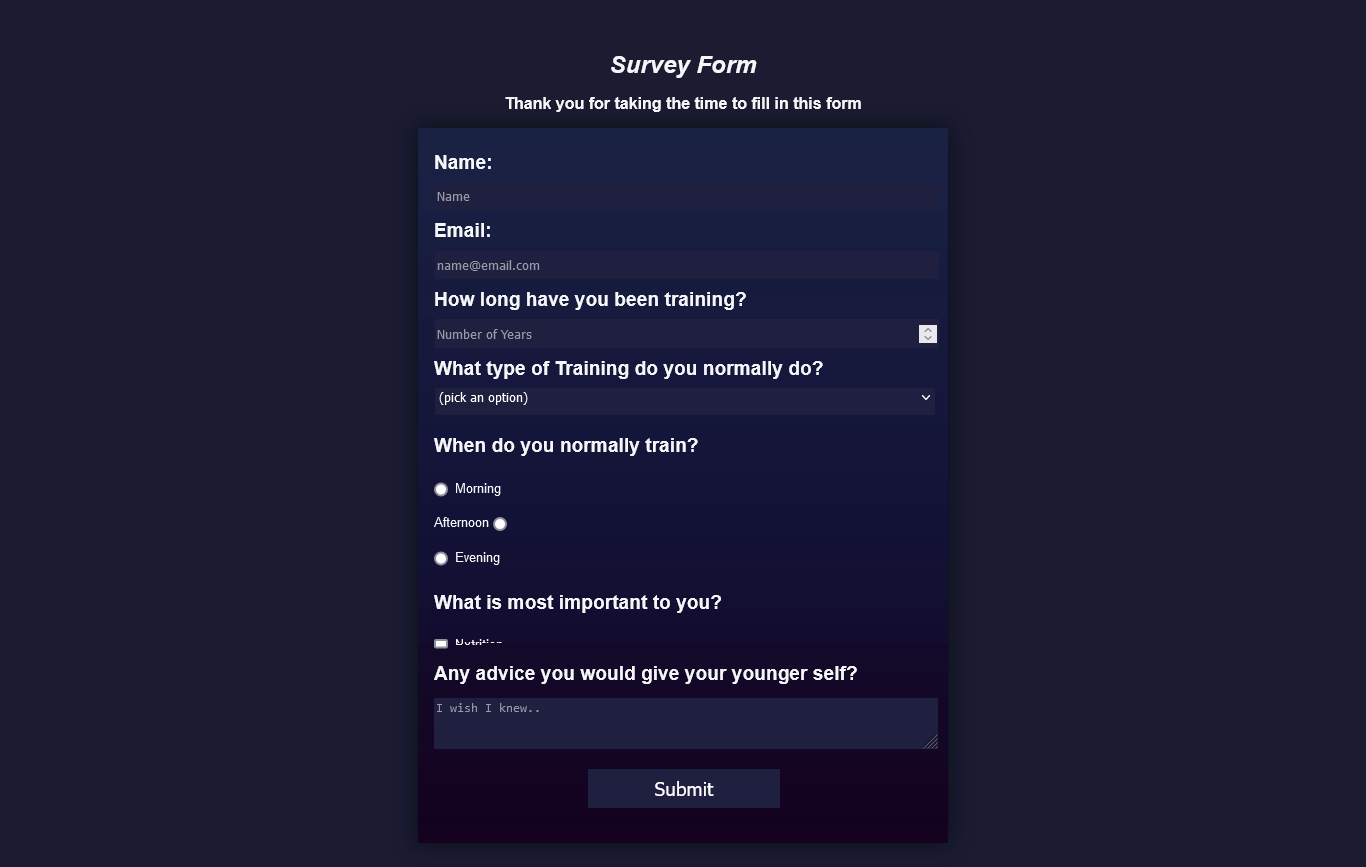 Survey Form
Thank you for taking the time to fill in this form
Name:
Name
Email:
name@email.com
How long have you been training?
Number of Years
What type of Training do you normally do?
(pick an option)
When do you normally train?
Morning
Afternoon
Evening
What is most important to you?
Nutrition
Any advice you would give your younger self?
I wish I knew..
Submit